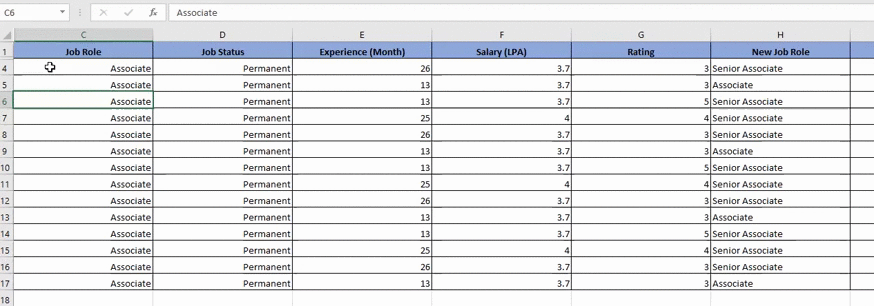 C6 fx Associate
C D E F G H
1 Job Role Job Status Experience (Month) Salary (LPA) Rating New Job Role
4 Associate Permanent 26 3.7 3 Senior Associate
5 Associate Permanent 13 3.7 3 Associate
6 Associate Permanent 13 3.7 5 Senior Associate
7 Associate Permanent 25 4 4 Senior Associate
8 Associate Permanent 26 3.7 3 Senior Associate
9 Associate Permanent 13 3.7 3 Associate
10 Associate Permanent 13 3.7 5 Senior Associate
11 Associate Permanent 25 4 4 Senior Associate
12 Associate Permanent 26 3.7 3 Senior Associate
13 Associate Permanent 13 3.7 3 Associate
14 Associate Permanent 13 3.7 5 Senior Associate
15 Associate Permanent 25 4 4 Senior Associate
16 Associate Permanent 26 3.7 3 Senior Associate
17 Associate Permanent 13 3.7 3 Associate
18